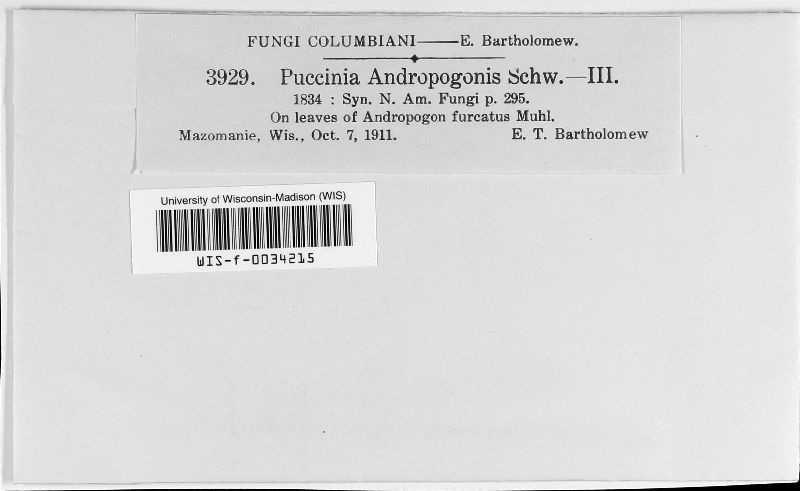 FUNGI COLUMBIANI——E. Bartholomew.
3929. Puccinia Andropogonis Schw.—III.
1834 : Syn. N. Am. Fungi p. 295.
On leaves of Andropogon furcatus Muhl.
Mazomanie, Wis., Oct. 7, 1911. E. T. Bartholomew
University of Wisconsin-Madison (WIS)
WIS-f-0034215